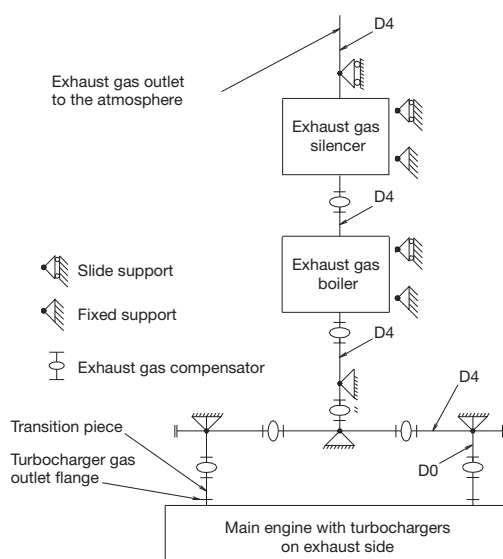 D4
Exhaust gas outlet
to the atmosphere
Exhaust gas
silencer
D4
Exhaust gas
boiler
Slide support
Fixed support
D4
Exhaust gas compensator
D4
Transition piece
Turbocharger gas
outlet flange
D0
Main engine with turbochargers
on exhaust side